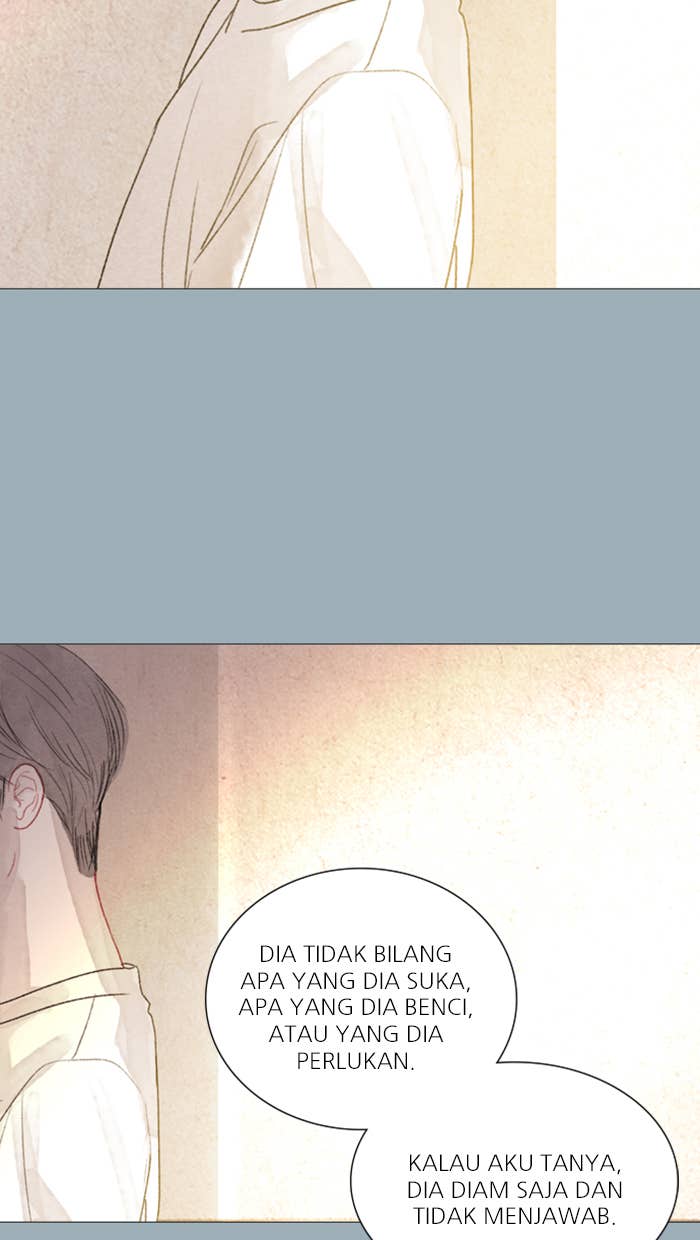 DIA TIDAK BILANG
APA YANG DIA SUKA,
APA YANG DIA BENCI,
ATAU YANG DIA
PERLUKAN.
KALAU AKU TANYA,
DIA DIAM SAJA DAN
TIDAK MENJAWAB.